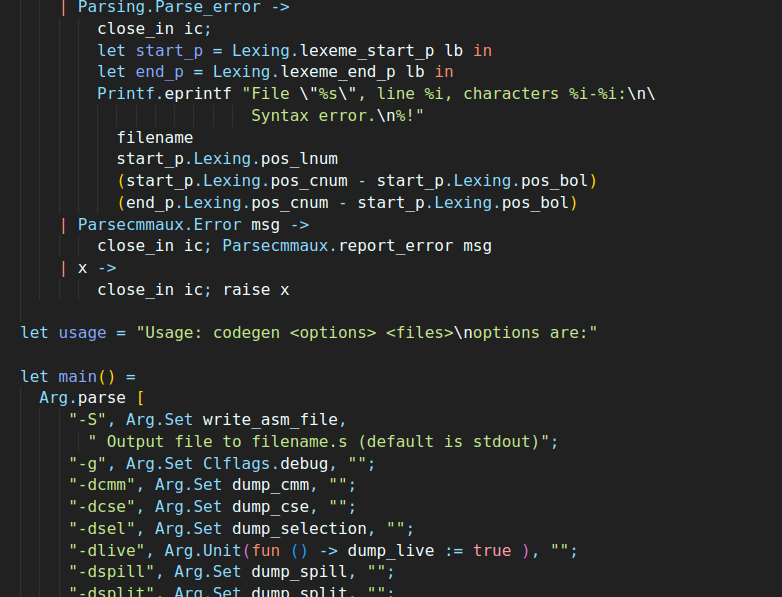 | Parsing.Parse_error ->
close_in ic;
let start_p = Lexing.lexeme_start_p lb in
let end_p = Lexing.lexeme_end_p lb in
Printf.eprintf "File \"%s\", line %i, characters %i-%i:\n\
Syntax error.\n%!"
filename
start_p.Lexing.pos_lnum
(start_p.Lexing.pos_cnum - start_p.Lexing.pos_bol)
(end_p.Lexing.pos_cnum - start_p.Lexing.pos_bol)
| Parsecmmaux.Error msg ->
close_in ic; Parsecmmaux.report_error msg
| x ->
close_in ic; raise x
let usage = "Usage: codegen <options> <files>\noptions are:"
let main() =
Arg.parse [
"-S", Arg.Set write_asm_file,
" Output file to filename.s (default is stdout)";
"-g", Arg.Set Clflags.debug, "";
"-dcmm", Arg.Set dump_cmm, "";
"-dcse", Arg.Set dump_cse, "";
"-dsel", Arg.Set dump_selection, "";
"-dlive", Arg.Unit(fun () -> dump_live := true ), "";
"-dspill", Arg.Set dump_spill, "";
"-dsplit", Arg.Set dump_split, "";